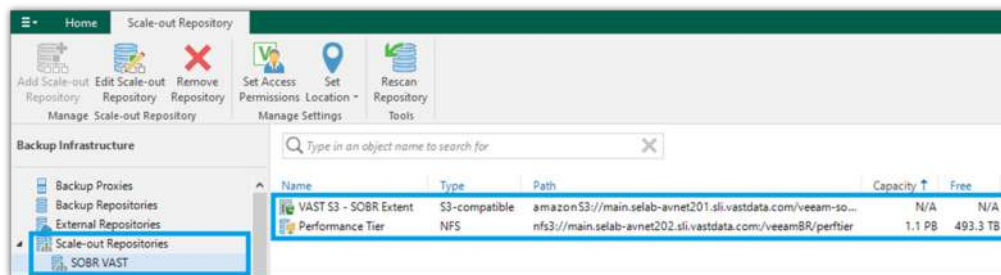 Home Scale-out Repository
Add Scale-out Edit Scale-out Remove Set Access Set Rescan
Repository Repository Repository Permissions Location Repository
Manage Scale-out Repository Manage Settings Tools
Backup Infrastructure
Type in an object name to search for
Backup Proxies
Backup Repositories
External Repositories
Scale-out Repositories
SOBR VAST
Name Type Path Capacity Free
VAST S3 - SOBR Extent S3-compatible amazonS3://main.selab-avnet201.sli.vastdata.com/veeam-so... N/A N/A
Performance Tier NFS nfs3://main.selab-avnet202.sli.vastdata.com:/veeamBR/perftier 1.1 PB 493.3 TB